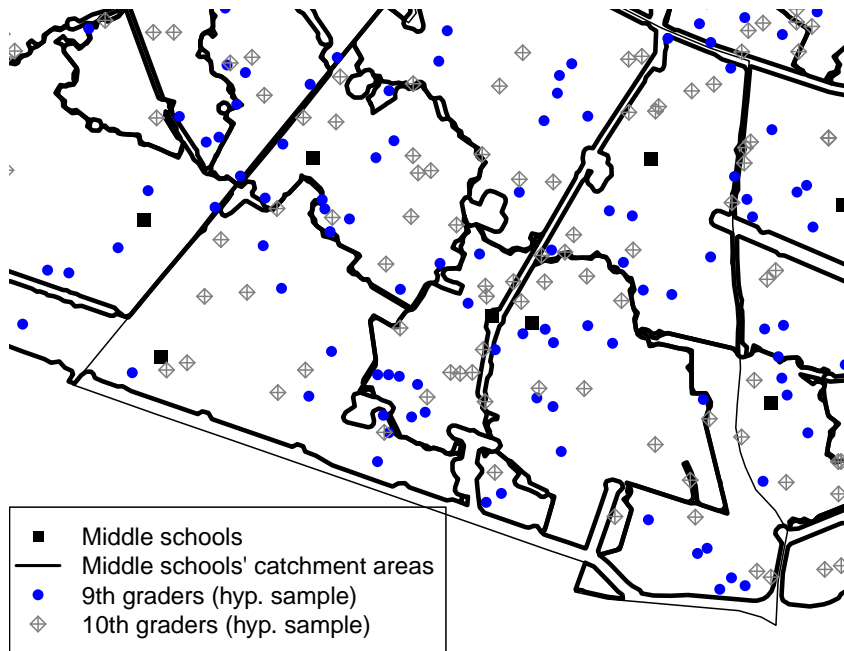 Middle schools
Middle schools' catchment areas
9th graders (hyp. sample)
10th graders (hyp. sample)